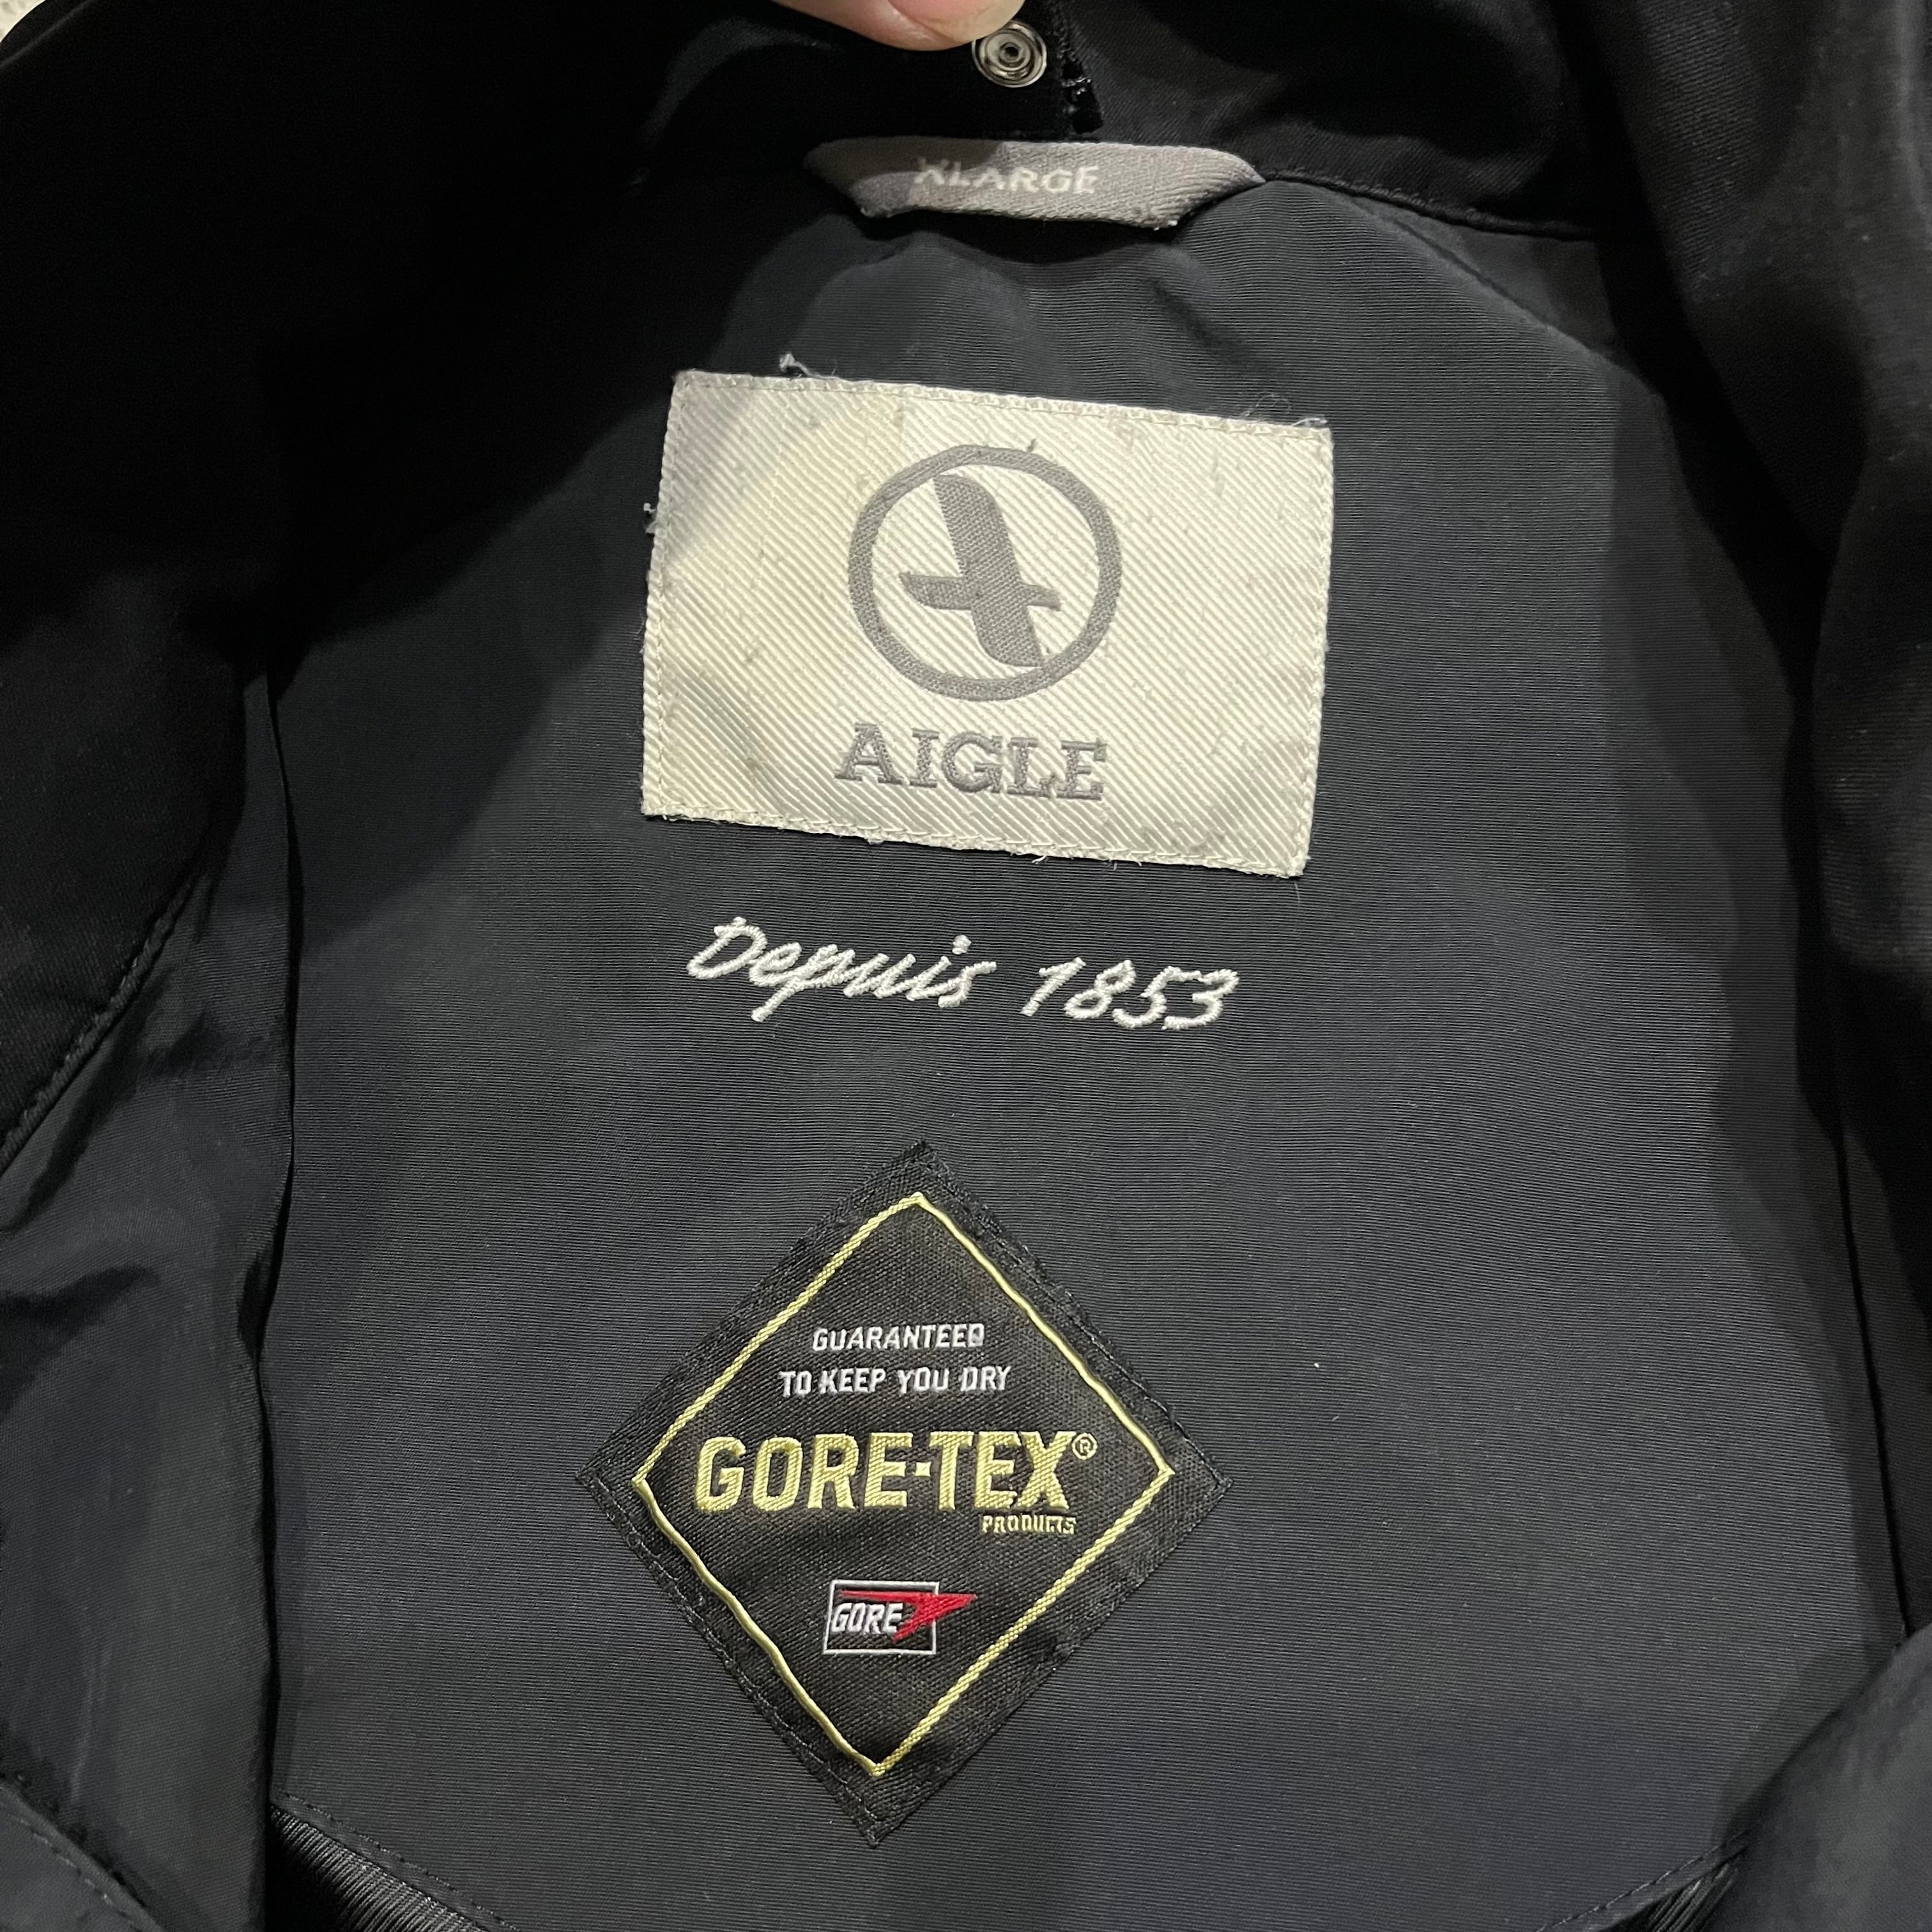 XLARGE
AIGLE
Depuis 1853
GUARANTEED
TO KEEP YOU DRY
GORE-TEX®
PRODUCTS
GORE